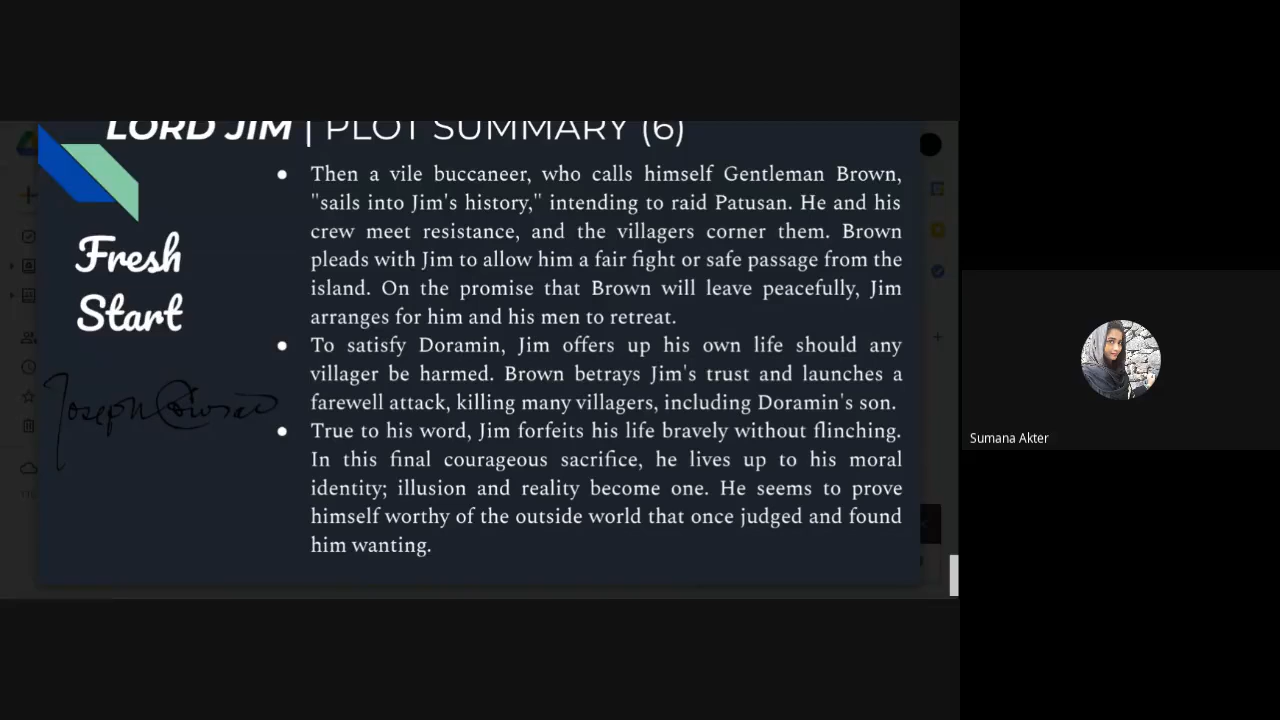 LORD JIM | PLOT SUMMARY (6)
Fresh
Start
Joseph Conrad
● Then a vile buccaneer, who calls himself Gentleman Brown,
"sails into Jim's history," intending to raid Patusan. He and his
crew meet resistance, and the villagers corner them. Brown
pleads with Jim to allow him a fair fight or safe passage from the
island. On the promise that Brown will leave peacefully, Jim
arranges for him and his men to retreat.
● To satisfy Doramin, Jim offers up his own life should any
villager be harmed. Brown betrays Jim's trust and launches a
farewell attack, killing many villagers, including Doramin's son.
● True to his word, Jim forfeits his life bravely without flinching.
In this final courageous sacrifice, he lives up to his moral
identity; illusion and reality become one. He seems to prove
himself worthy of the outside world that once judged and found
him wanting.
Sumana Akter